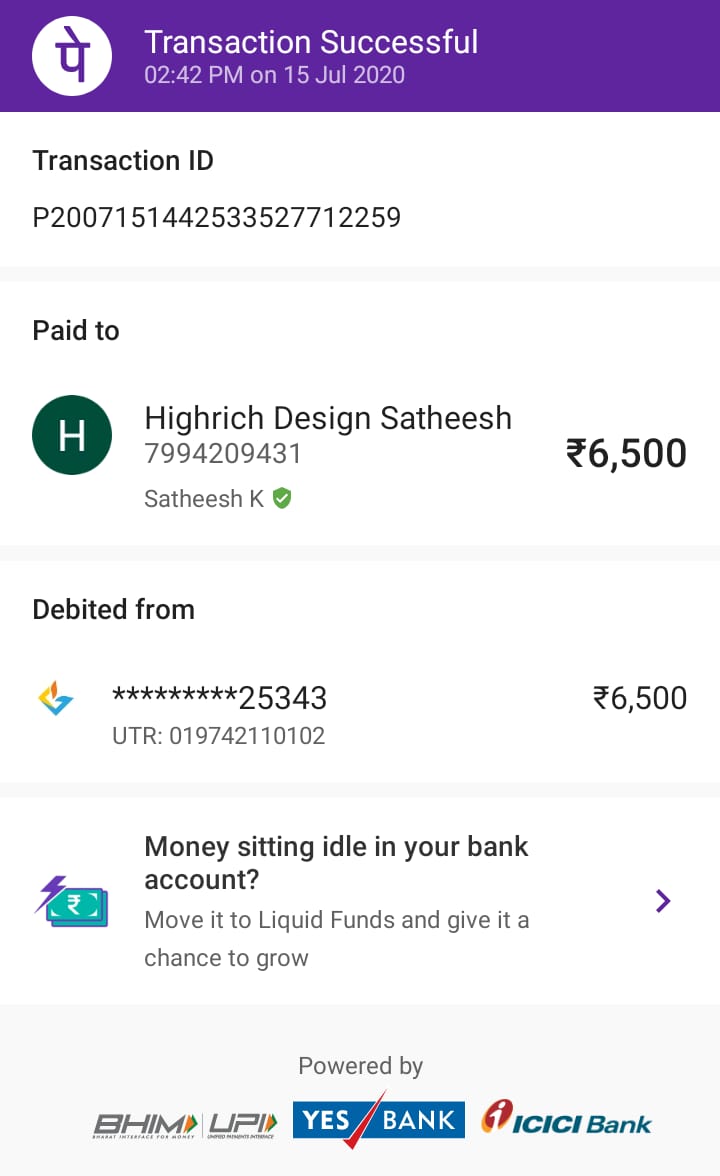 पे
Transaction Successful
02:42 PM on 15 Jul 2020
Transaction ID
P2007151442533527712259
Paid to
H
Highrich Design Satheesh
7994209431
₹6,500
Satheesh K
Debited from
*********25343
₹6,500
UTR: 019742110102
Money sitting idle in your bank
account?
₹
Move it to Liquid Funds and give it a
chance to grow
Powered by
BHIM UPI YES BANK ICICI Bank
BHARAT INTERFACE FOR MONEY UNIFIED PAYMENTS INTERFACE